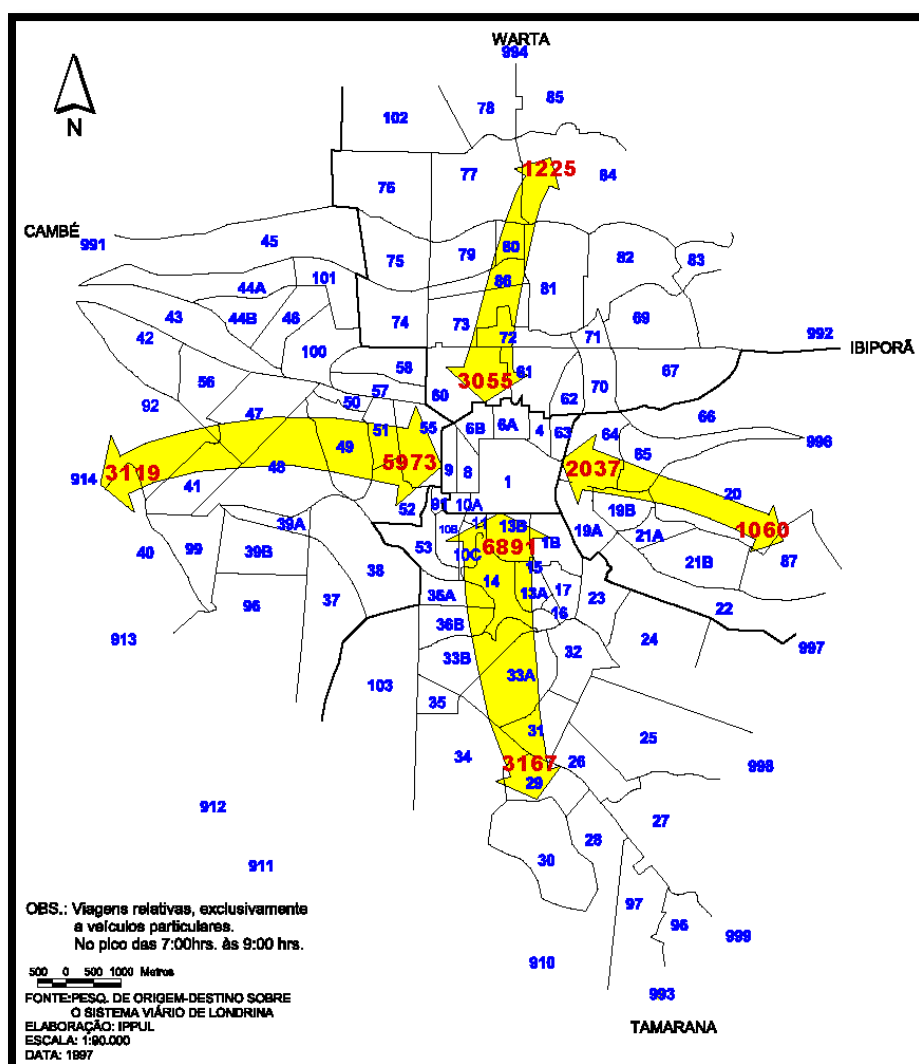 WARTA
994
85
78
102
N
1225
77
84
76
CAMBÉ
991
45
75
79
80
82
83
101
44A
86
81
43
44B
46
74
73
69
42
72
71
992
100
IBIPORÃ
58
61
67
56
57
60
3055
62
70
92
50
66
47
51
55
6B
6A
4
63
64
996
49
65
3119
5973
9
8
2037
914
48
1
20
41
52
91
10A
19B
39A
10B
11
13B
1060
40
99
53
10C
6891
1B
19A
21A
39B
15
21B
87
38
14
37
36A
13A
17
23
96
16
22
36B
913
24
997
33B
32
103
33A
35
31
25
34
3167
26
998
29
912
27
28
30
911
OBS.: Viagens relativas, exclusivamente
a veículos particulares.
No pico das 7:00hrs. às 9:00 hrs.
97
96
999
910
500 0 500 1000 Metros
993
FONTE:PESQ. DE ORIGEM-DESTINO SOBRE
O SISTEMA VIÁRIO DE LONDRINA
ELABORAÇÃO: IPPUL
TAMARANA
ESCALA: 1:90.000
DATA: 1997